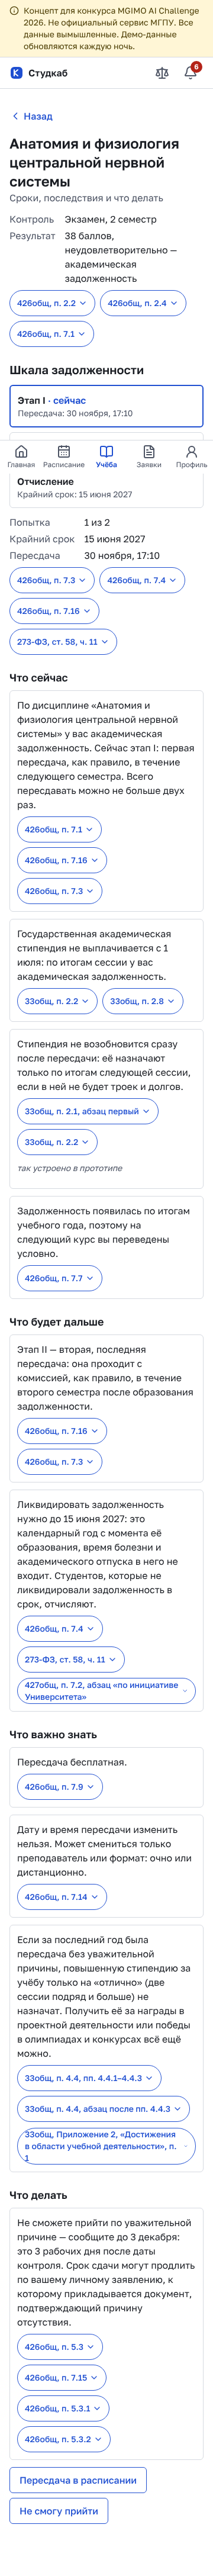 Концепт для конкурса MGIMO AI Challenge
2026. Не официальный сервис МГПУ. Все
данные вымышленные. Демо-данные
обновляются каждую ночь.
Студкаб
6
Назад
Анатомия и физиология
центральной нервной
системы
Сроки, последствия и что делать
Контроль Экзамен, 2 семестр
Результат 38 баллов,
неудовлетворительно —
академическая
задолженность
426общ, п. 2.2 426общ, п. 2.4
426общ, п. 7.1
Шкала задолженности
Этап I · сейчас
Пересдача: 30 ноября, 17:10
Главная Расписание Учёба Заявки Профиль
Отчисление
Крайний срок: 15 июня 2027
Попытка 1 из 2
Крайний срок 15 июня 2027
Пересдача 30 ноября, 17:10
426общ, п. 7.3 426общ, п. 7.4
426общ, п. 7.16
273-ФЗ, ст. 58, ч. 11
Что сейчас
По дисциплине «Анатомия и
физиология центральной нервной
системы» у вас академическая
задолженность. Сейчас этап I: первая
пересдача, как правило, в течение
следующего семестра. Всего
пересдавать можно не больше двух
раз.
426общ, п. 7.1
426общ, п. 7.16
426общ, п. 7.3
Государственная академическая
стипендия не выплачивается с 1
июля: по итогам сессии у вас
академическая задолженность.
33общ, п. 2.2 33общ, п. 2.8
Стипендия не возобновится сразу
после пересдачи: её назначают
только по итогам следующей сессии,
если в ней не будет троек и долгов.
33общ, п. 2.1, абзац первый
33общ, п. 2.2
так устроено в прототипе
Задолженность появилась по итогам
учебного года, поэтому на
следующий курс вы переведены
условно.
426общ, п. 7.7
Что будет дальше
Этап II — вторая, последняя
пересдача: она проходит с
комиссией, как правило, в течение
второго семестра после образования
задолженности.
426общ, п. 7.16
426общ, п. 7.3
Ликвидировать задолженность
нужно до 15 июня 2027: это
календарный год с момента её
образования, время болезни и
академического отпуска в него не
входит. Студентов, которые не
ликвидировали задолженность в
срок, отчисляют.
426общ, п. 7.4
273-ФЗ, ст. 58, ч. 11
427общ, п. 7.2, абзац «по инициативе
Университета»
Что важно знать
Пересдача бесплатная.
426общ, п. 7.9
Дату и время пересдачи изменить
нельзя. Может смениться только
преподаватель или формат: очно или
дистанционно.
426общ, п. 7.14
Если за последний год была
пересдача без уважительной
причины, повышенную стипендию за
учёбу только на «отлично» (две
сессии подряд и больше) не
назначат. Получить её за награды в
проектной деятельности или победы
в олимпиадах и конкурсах всё ещё
можно.
33общ, п. 4.4, пп. 4.4.1–4.4.3
33общ, п. 4.4, абзац после пп. 4.4.3
33общ, Приложение 2, «Достижения
в области учебной деятельности», п.
1
Что делать
Не сможете прийти по уважительной
причине — сообщите до 3 декабря:
это 3 рабочих дня после даты
контроля. Срок сдачи могут продлить
по вашему личному заявлению, к
которому прикладывается документ,
подтверждающий причину
отсутствия.
426общ, п. 5.3
426общ, п. 7.15
426общ, п. 5.3.1
426общ, п. 5.3.2
Пересдача в расписании
Не смогу прийти